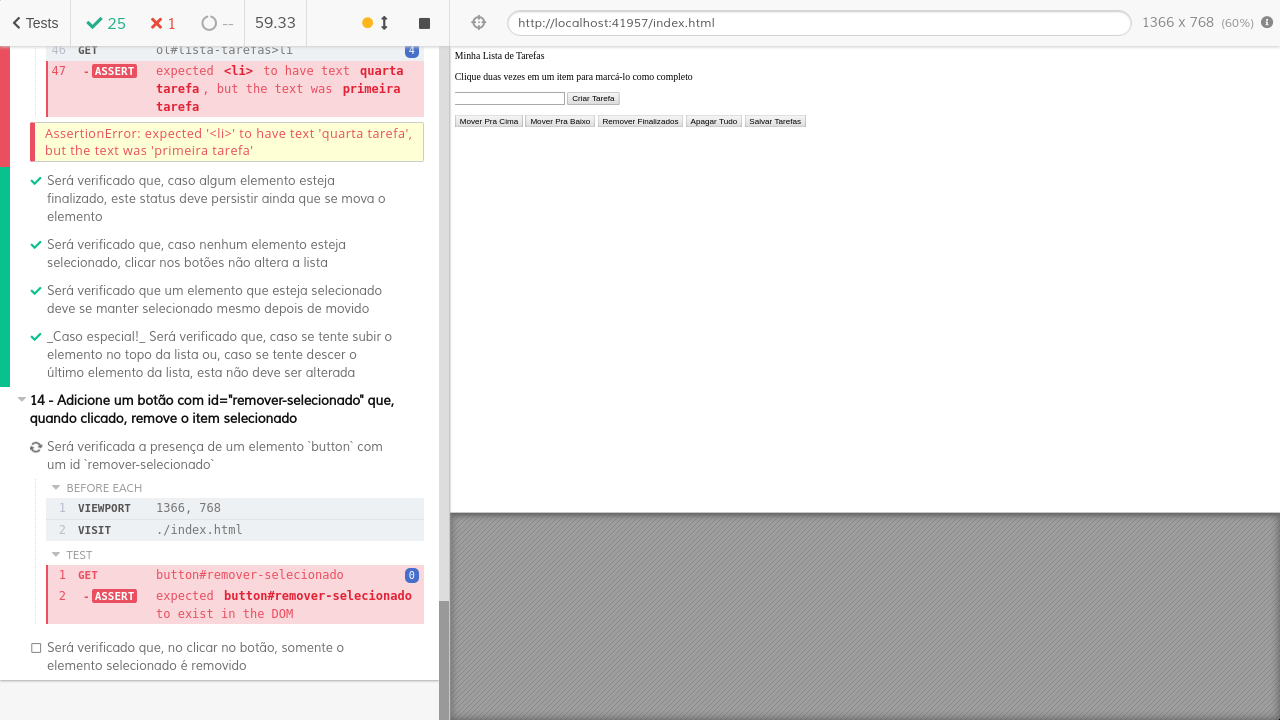 Tests
25
1
--
59.33
http://localhost:41957/index.html
1366 x 768 (60%)
46 GET ol#lista-tarefas>li 4
47 - ASSERT expected <li> to have text quarta
tarefa , but the text was primeira
tarefa
AssertionError: expected '<li>' to have text 'quarta tarefa',
but the text was 'primeira tarefa'
Será verificado que, caso algum elemento esteja
finalizado, este status deve persistir ainda que se mova o
elemento
Será verificado que, caso nenhum elemento esteja
selecionado, clicar nos botões não altera a lista
Será verificado que um elemento que esteja selecionado
deve se manter selecionado mesmo depois de movido
_Caso especial!_ Será verificado que, caso se tente subir o
elemento no topo da lista ou, caso se tente descer o
último elemento da lista, esta não deve ser alterada
14 - Adicione um botão com id="remover-selecionado" que,
quando clicado, remove o item selecionado
Será verificada a presença de um elemento `button` com
um id `remover-selecionado`
BEFORE EACH
1 VIEWPORT 1366, 768
2 VISIT ./index.html
TEST
1 GET button#remover-selecionado 0
2 - ASSERT expected button#remover-selecionado
to exist in the DOM
Será verificado que, no clicar no botão, somente o
elemento selecionado é removido
Minha Lista de Tarefas
Clique duas vezes em um item para marcá-lo como completo
Criar Tarefa
Mover Pra Cima Mover Pra Baixo Remover Finalizados Apagar Tudo Salvar Tarefas